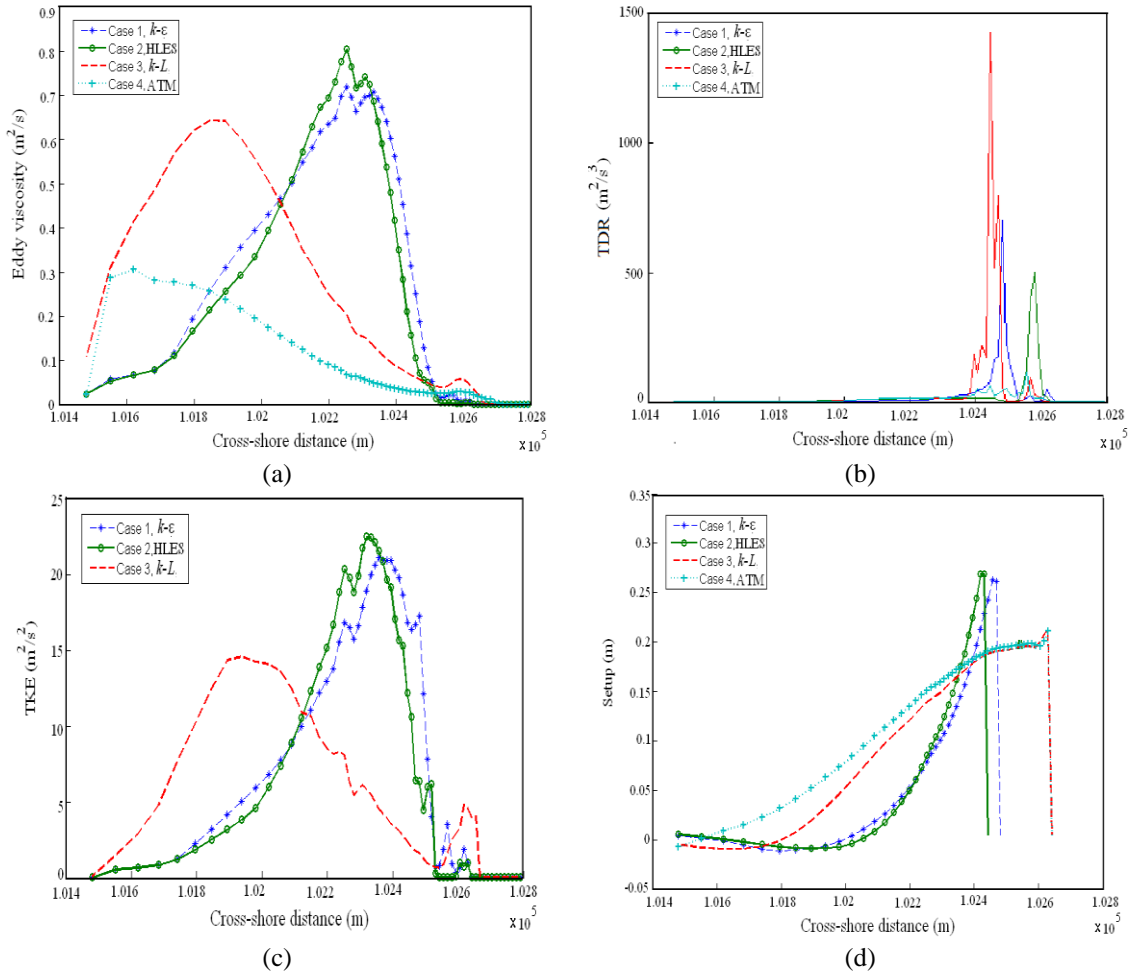 0.9
0.8
0.7
0.6
0.5
0.4
0.3
0.2
0.1
0
Eddy viscosity (m²/s)
Case 1, k-ε
Case 2,HLES
Case 3, k-L.
Case 4,ATM
1.014 1.016 1.018 1.02 1.022 1.024 1.026 1.028
Cross-shore distance (m)
x10⁵
(a)
1500
1000
500
0
TDR (m²/s³)
Case 1, k-ε
Case 2,HLES
Case 3, k-L.
Case 4,ATM
1.014 1.016 1.018 1.02 1.022 1.024 1.026 1.028
Cross-shore distance (m)
x10⁵
(b)
25
20
15
10
5
0
TKE (m²/s²)
Case 1, k-ε
Case 2,HLES
Case 3, k-L.
1.014 1.016 1.018 1.02 1.022 1.024 1.026 1.028
Cross-shore distance (m)
x10⁵
(c)
0.35
0.3
0.25
0.2
0.15
0.1
0.05
0
-0.05
Setup (m)
Case 1, k-ε
Case 2,HLES
Case 3, k-L.
Case 4,ATM
1.014 1.016 1.018 1.02 1.022 1.024 1.026 1.028
Cross-shore distance (m)
x10⁵
(d)